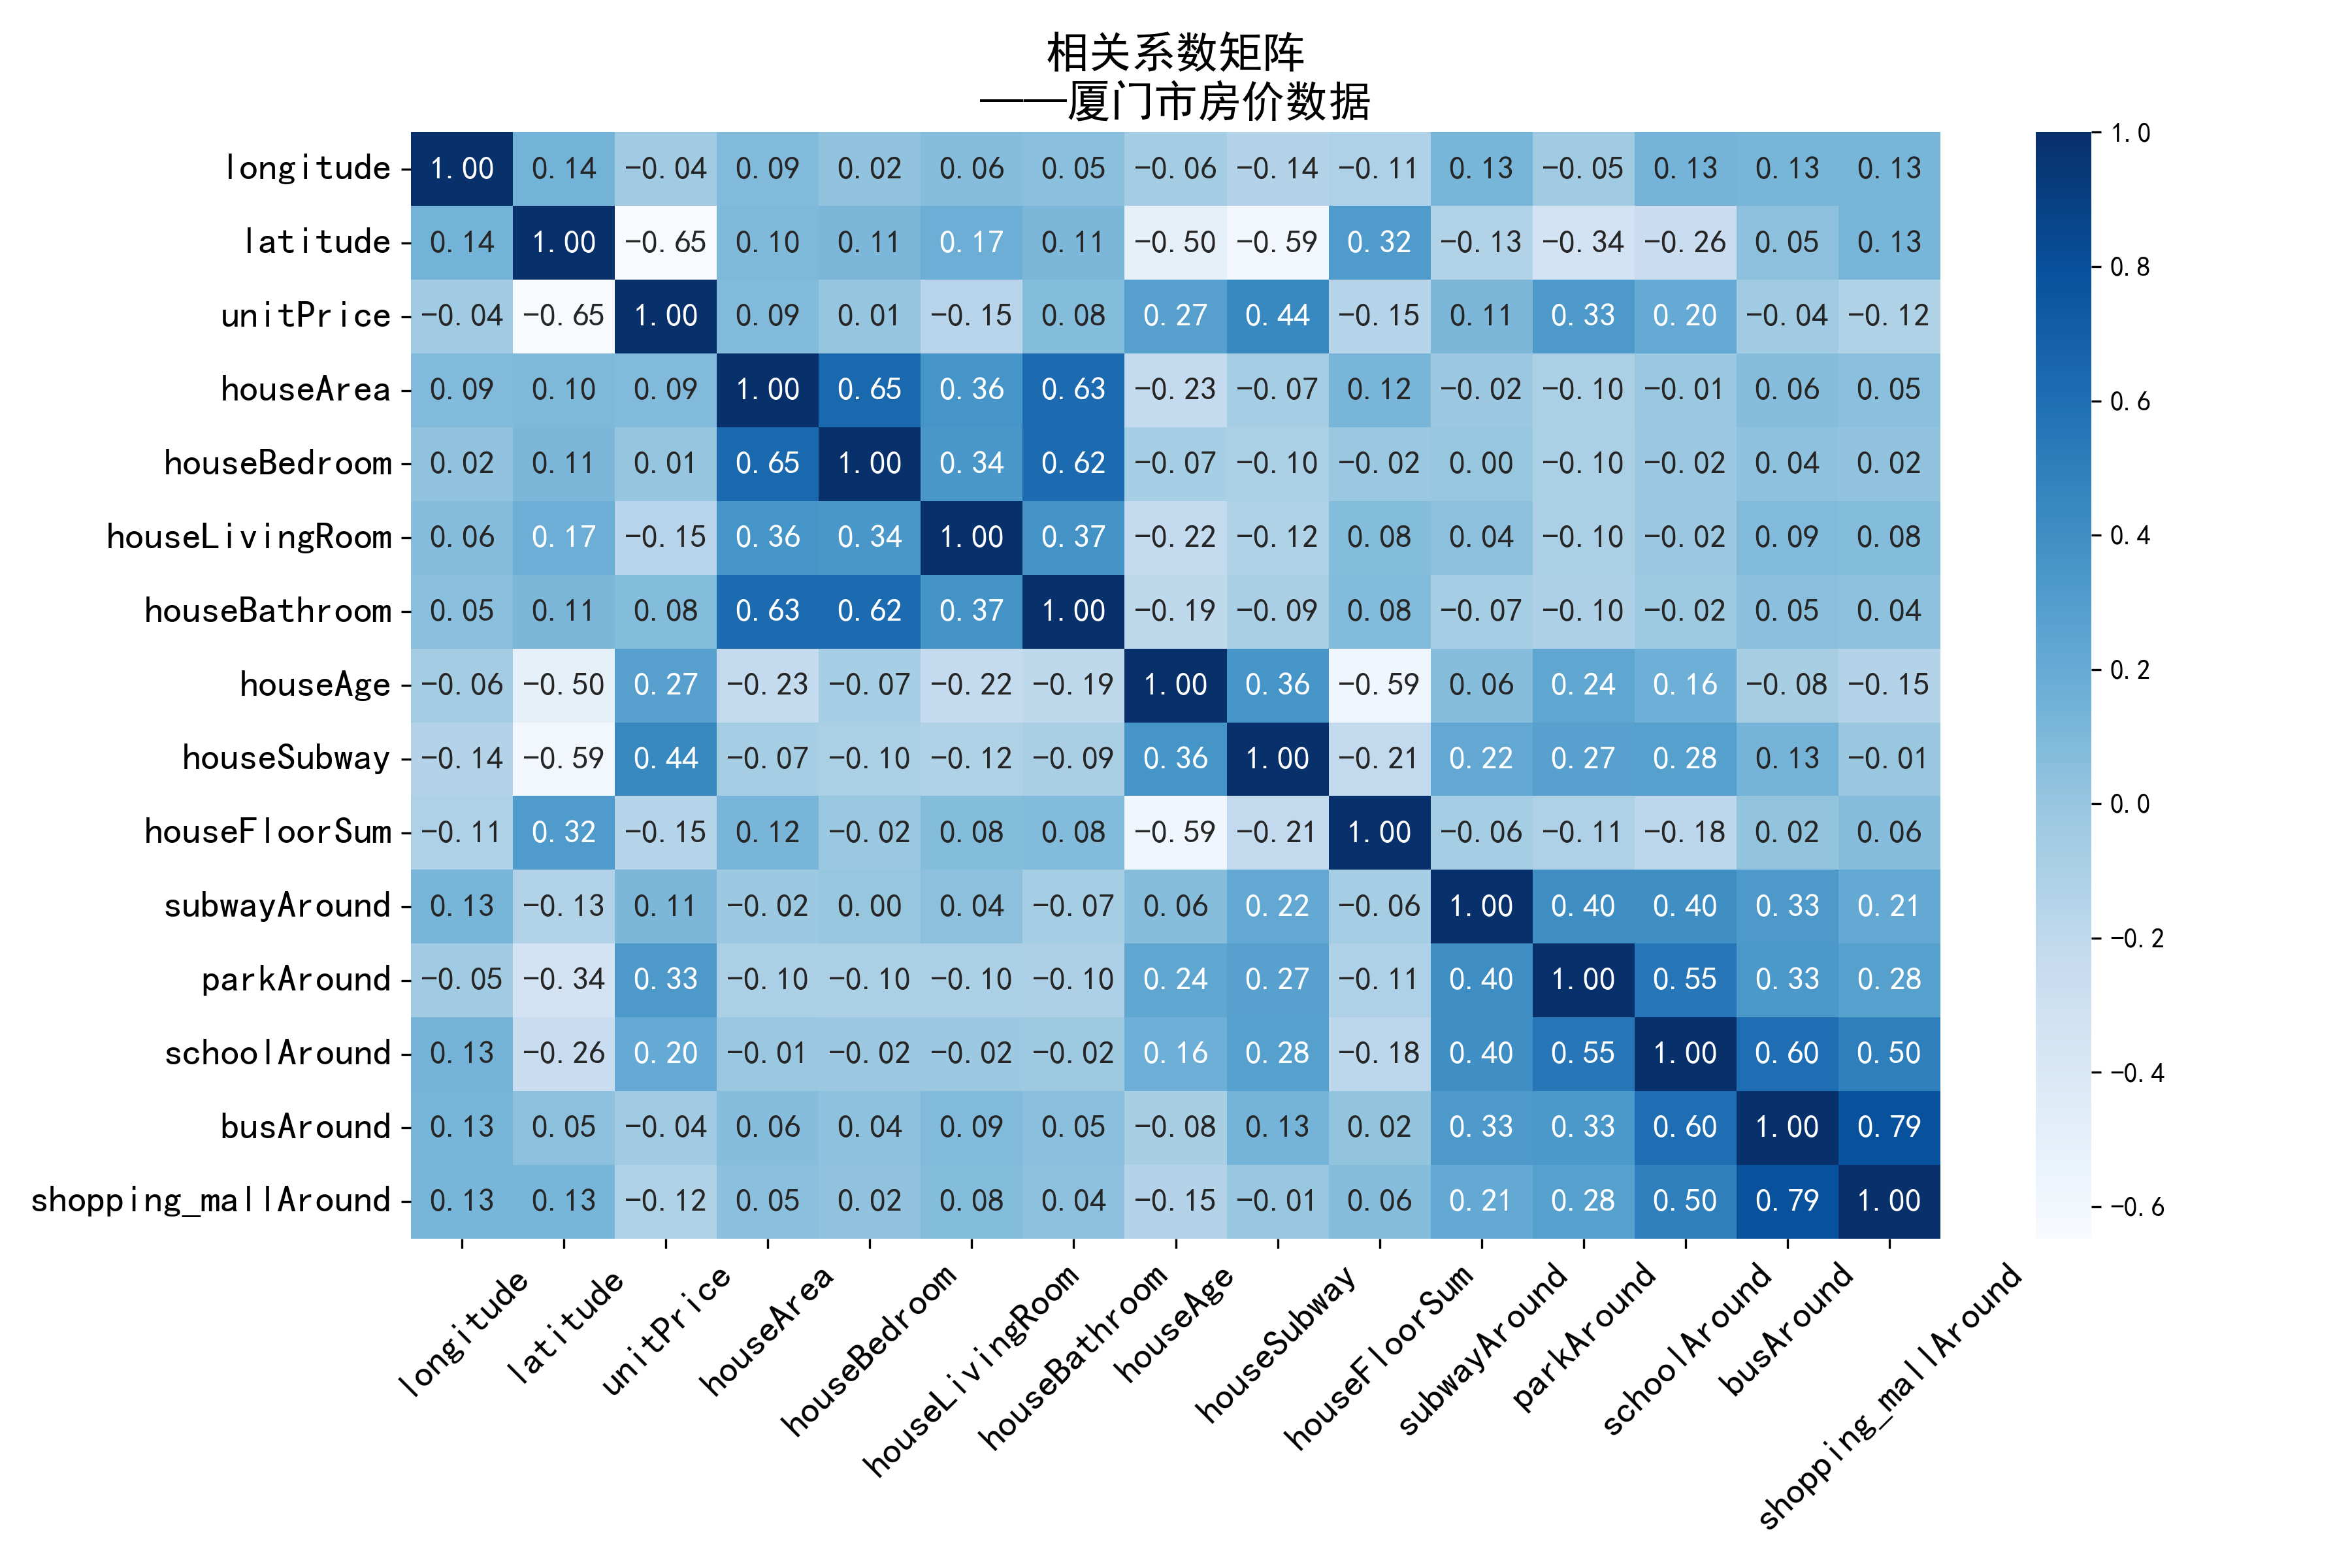 相关系数矩阵
——厦门市房价数据
longitude 1.00 0.14 -0.04 0.09 0.02 0.06 0.05 -0.06 -0.14 -0.11 0.13 -0.05 0.13 0.13 0.13
latitude 0.14 1.00 -0.65 0.10 0.11 0.17 0.11 -0.50 -0.59 0.32 -0.13 -0.34 -0.26 0.05 0.13
unitPrice -0.04 -0.65 1.00 0.09 0.01 -0.15 0.08 0.27 0.44 -0.15 0.11 0.33 0.20 -0.04 -0.12
houseArea 0.09 0.10 0.09 1.00 0.65 0.36 0.63 -0.23 -0.07 0.12 -0.02 -0.10 -0.01 0.06 0.05
houseBedroom 0.02 0.11 0.01 0.65 1.00 0.34 0.62 -0.07 -0.10 -0.02 0.00 -0.10 -0.02 0.04 0.02
houseLivingRoom 0.06 0.17 -0.15 0.36 0.34 1.00 0.37 -0.22 -0.12 0.08 0.04 -0.10 -0.02 0.09 0.08
houseBathroom 0.05 0.11 0.08 0.63 0.62 0.37 1.00 -0.19 -0.09 0.08 -0.07 -0.10 -0.02 0.05 0.04
houseAge -0.06 -0.50 0.27 -0.23 -0.07 -0.22 -0.19 1.00 0.36 -0.59 0.06 0.24 0.16 -0.08 -0.15
houseSubway -0.14 -0.59 0.44 -0.07 -0.10 -0.12 -0.09 0.36 1.00 -0.21 0.22 0.27 0.28 0.13 -0.01
houseFloorSum -0.11 0.32 -0.15 0.12 -0.02 0.08 0.08 -0.59 -0.21 1.00 -0.06 -0.11 -0.18 0.02 0.06
subwayAround 0.13 -0.13 0.11 -0.02 0.00 0.04 -0.07 0.06 0.22 -0.06 1.00 0.40 0.40 0.33 0.21
parkAround -0.05 -0.34 0.33 -0.10 -0.10 -0.10 -0.10 0.24 0.27 -0.11 0.40 1.00 0.55 0.33 0.28
schoolAround 0.13 -0.26 0.20 -0.01 -0.02 -0.02 -0.02 0.16 0.28 -0.18 0.40 0.55 1.00 0.60 0.50
busAround 0.13 0.05 -0.04 0.06 0.04 0.09 0.05 -0.08 0.13 0.02 0.33 0.33 0.60 1.00 0.79
shopping_mallAround 0.13 0.13 -0.12 0.05 0.02 0.08 0.04 -0.15 -0.01 0.06 0.21 0.28 0.50 0.79 1.00
longitude
latitude
unitPrice
houseArea
houseBedroom
houseLivingRoom
houseBathroom
houseAge
houseSubway
houseFloorSum
subwayAround
parkAround
schoolAround
busAround
shopping_mallAround
1.0
0.8
0.6
0.4
0.2
0.0
-0.2
-0.4
-0.6